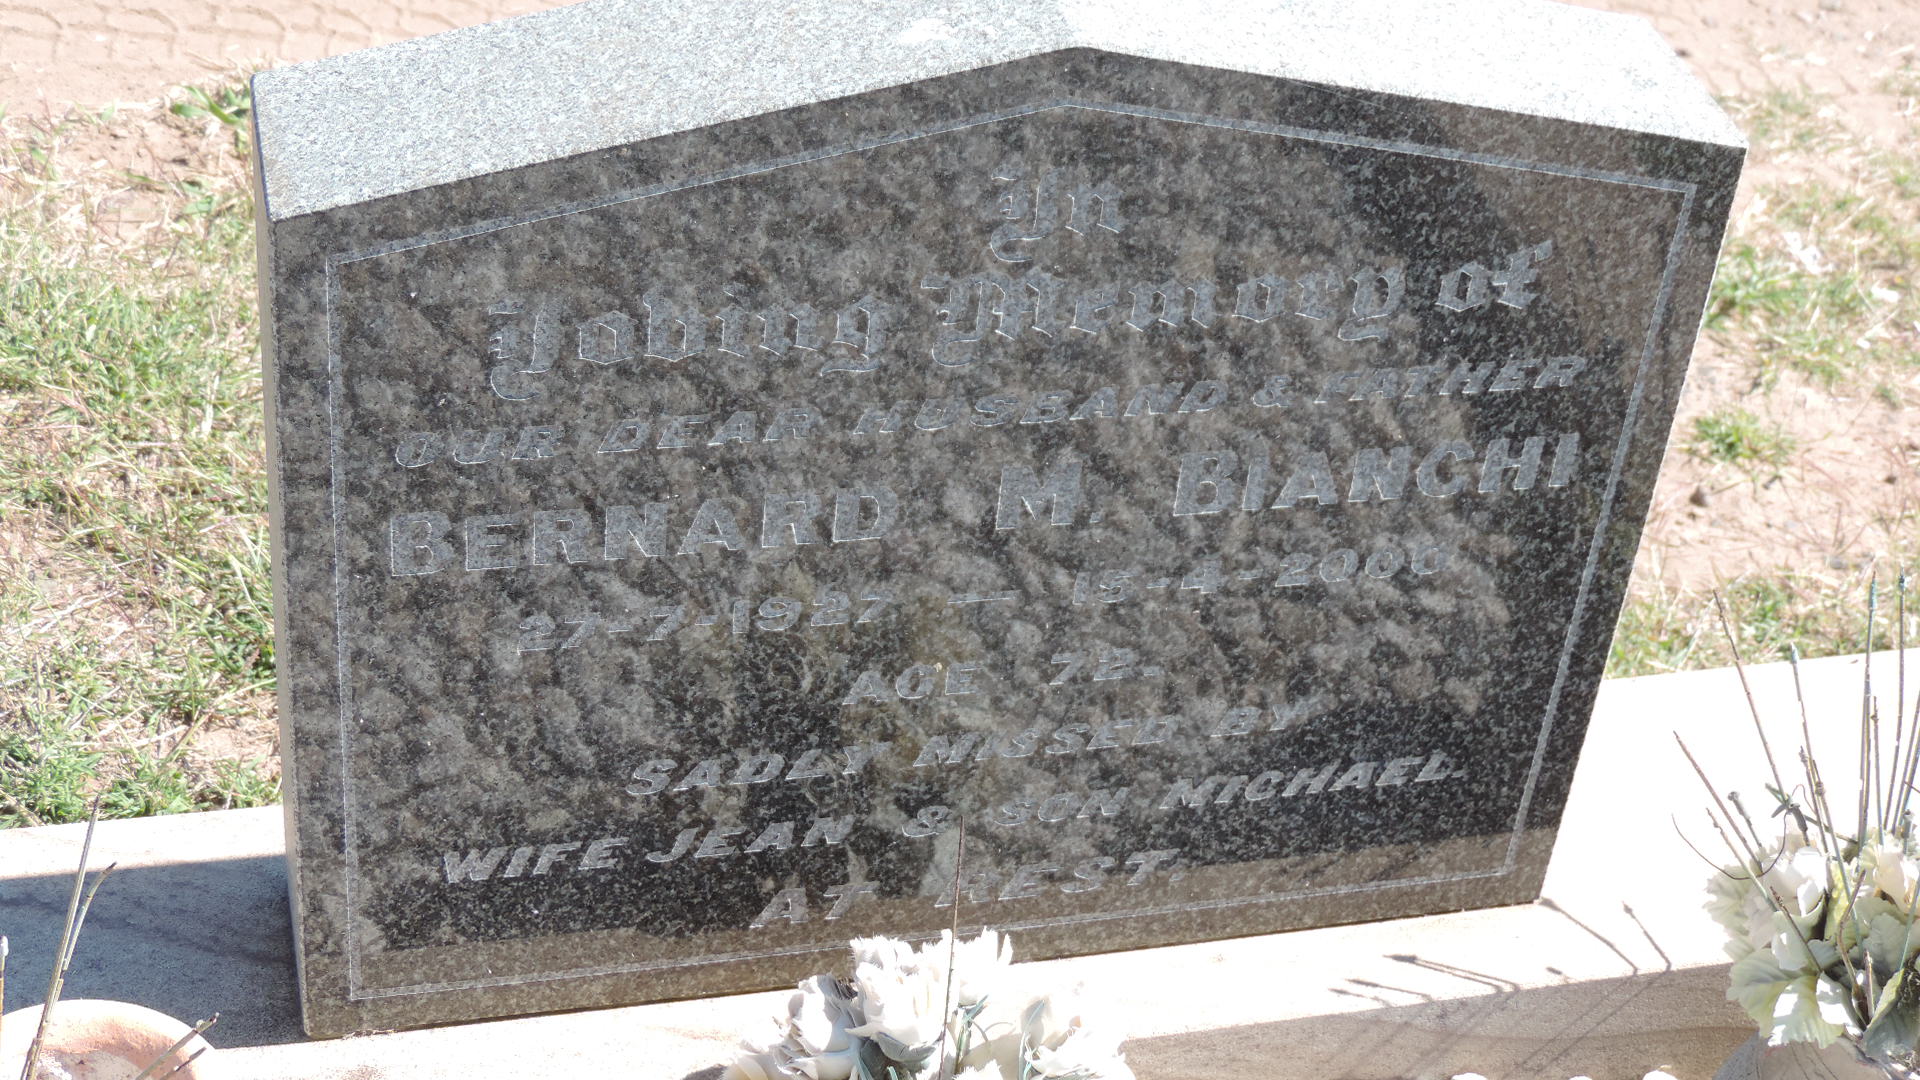 In
Loving Memory of
OUR DEAR HUSBAND & FATHER
BERNARD M. BIANCHI
27-7-1927 — 15-4-2000
AGE 72.
SADLY MISSED BY
WIFE JEAN & SON MICHAEL.
AT REST.